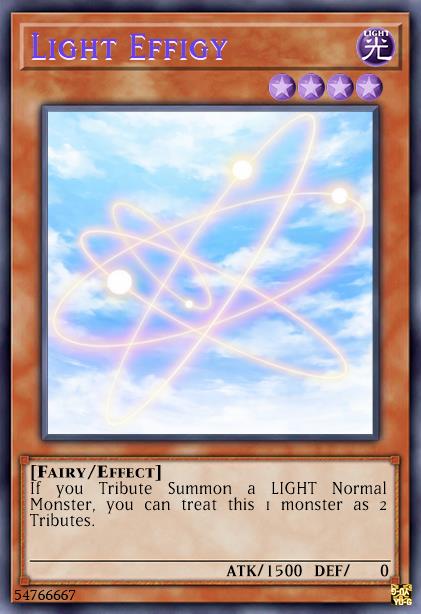 Light Effigy
LIGHT
光
[Fairy/Effect]
If you Tribute Summon a LIGHT Normal
Monster, you can treat this 1 monster as 2
Tributes.
ATK/1500 DEF/ 0
54766667